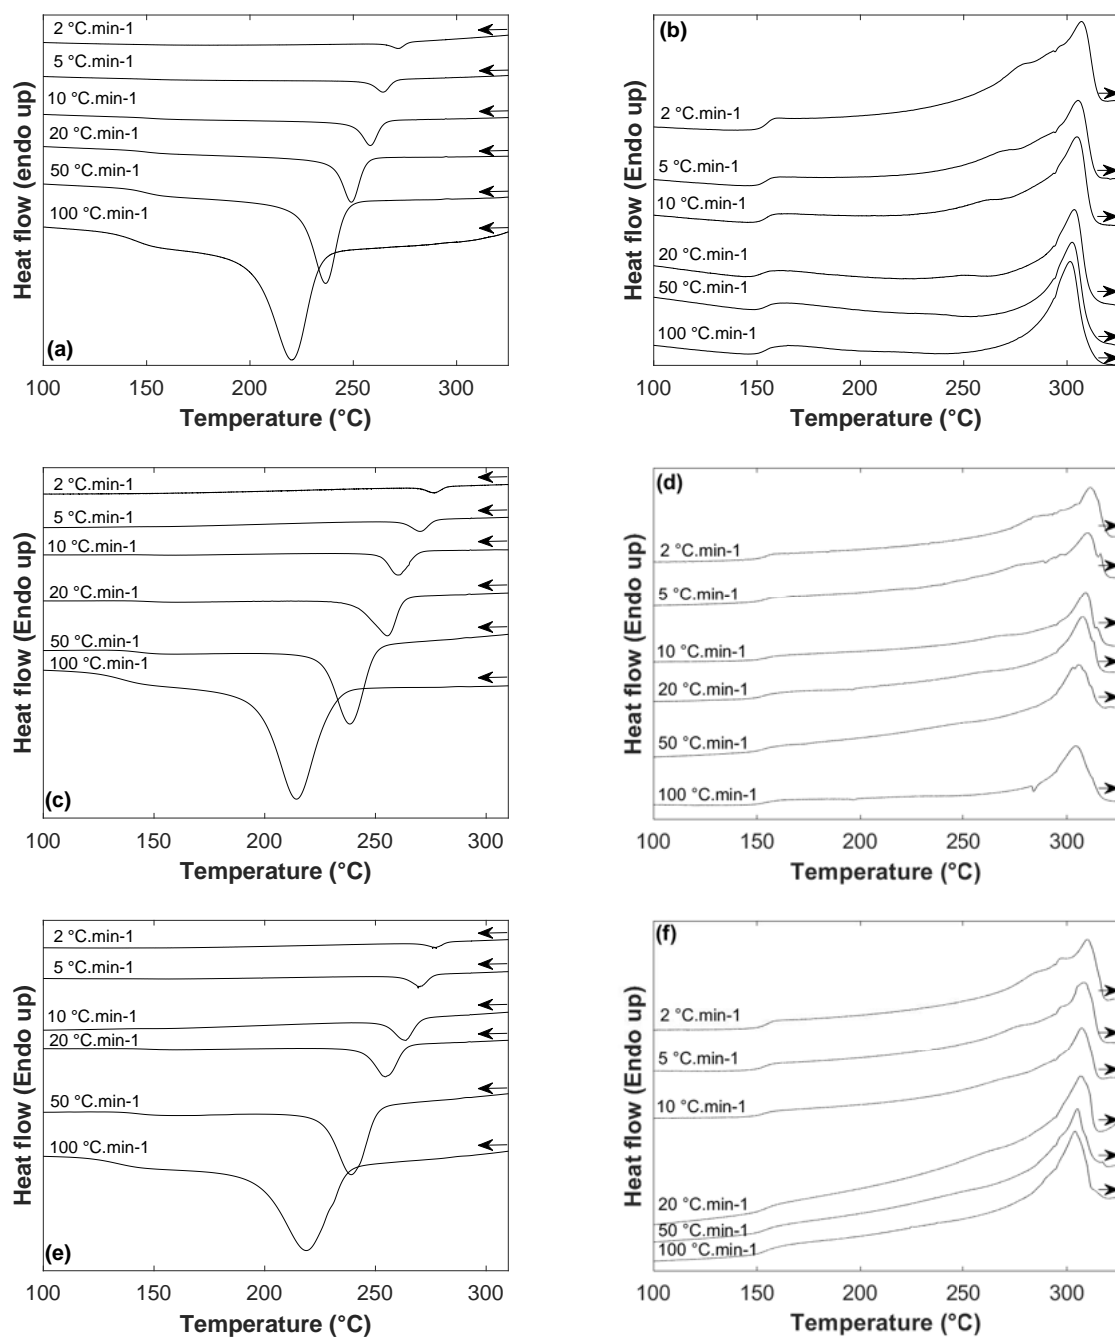 2 °C.min-1
5 °C.min-1
10 °C.min-1
20 °C.min-1
50 °C.min-1
100 °C.min-1
Heat flow (endo up)
(a)
100 150 200 250 300
Temperature (°C)
(b)
2 °C.min-1
5 °C.min-1
10 °C.min-1
20 °C.min-1
50 °C.min-1
100 °C.min-1
Heat flow (Endo up)
100 150 200 250 300
Temperature (°C)
2 °C.min-1
5 °C.min-1
10 °C.min-1
20 °C.min-1
50 °C.min-1
100 °C.min-1
Heat flow (Endo up)
(c)
100 150 200 250 300
Temperature (°C)
(d)
2 °C.min-1
5 °C.min-1
10 °C.min-1
20 °C.min-1
50 °C.min-1
100 °C.min-1
Heat flow (Endo up)
100 150 200 250 300
Temperature (°C)
2 °C.min-1
5 °C.min-1
10 °C.min-1
20 °C.min-1
50 °C.min-1
100 °C.min-1
Heat flow (Endo up)
(e)
100 150 200 250 300
Temperature (°C)
(f)
2 °C.min-1
5 °C.min-1
10 °C.min-1
20 °C.min-1
50 °C.min-1
100 °C.min-1
Heat flow (Endo up)
100 150 200 250 300
Temperature (°C)